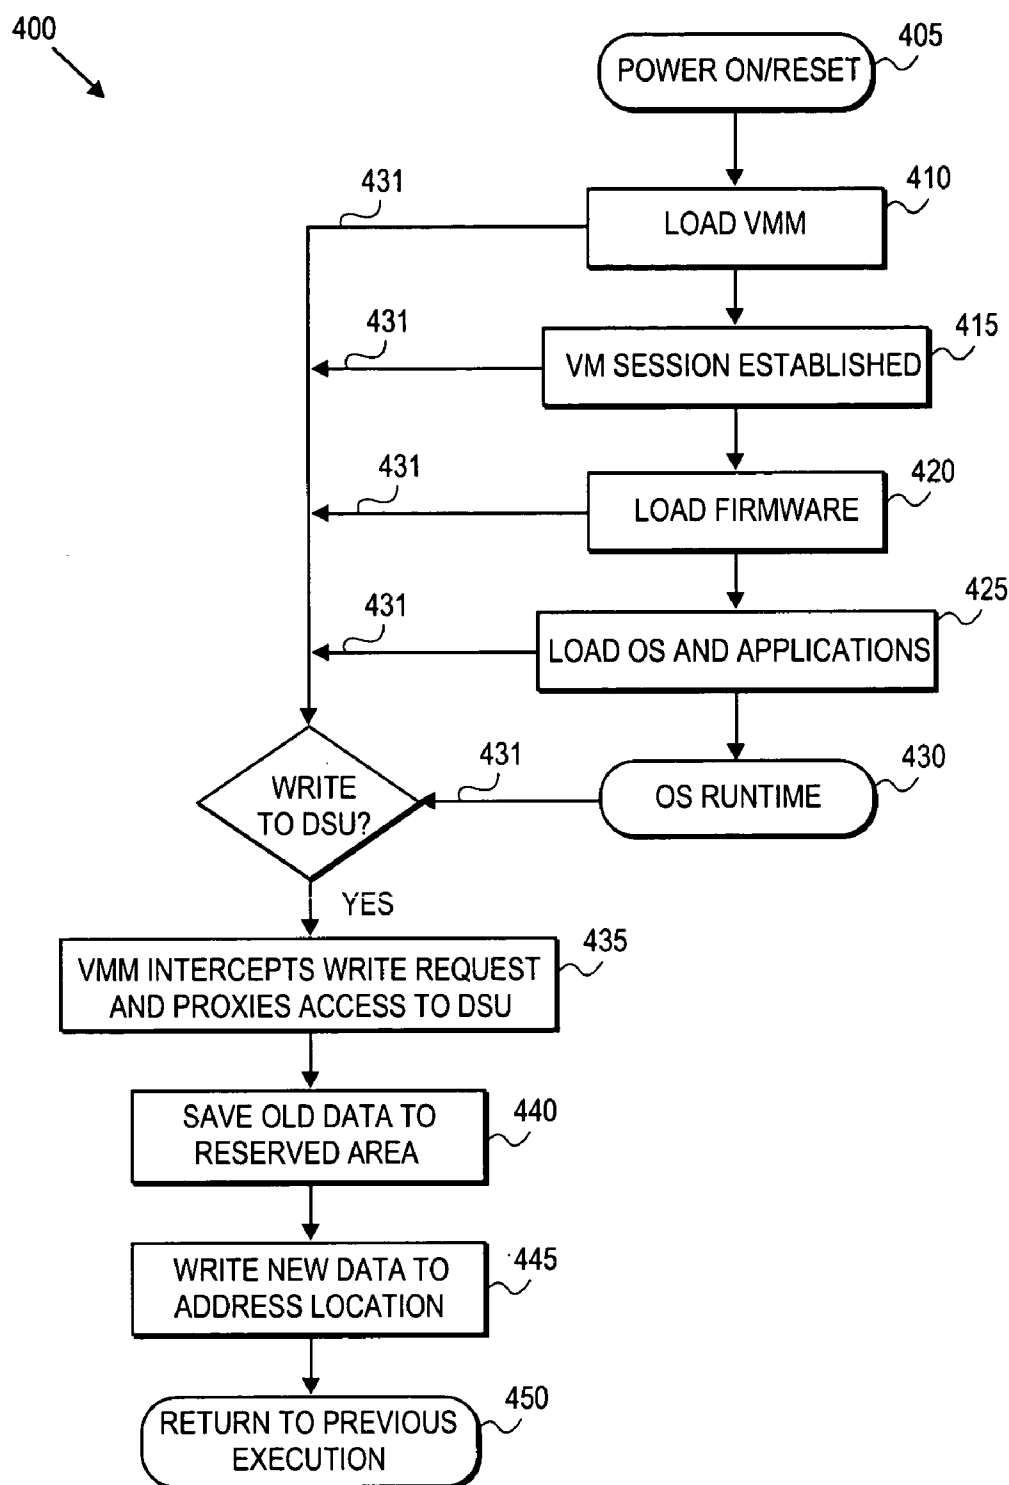 400
POWER ON/RESET
405
431
LOAD VMM
410
431
VM SESSION ESTABLISHED
415
431
LOAD FIRMWARE
420
431
LOAD OS AND APPLICATIONS
425
WRITE
TO DSU?
431
OS RUNTIME
430
YES
VMM INTERCEPTS WRITE REQUEST
AND PROXIES ACCESS TO DSU
435
SAVE OLD DATA TO
RESERVED AREA
440
WRITE NEW DATA TO
ADDRESS LOCATION
445
RETURN TO PREVIOUS
EXECUTION
450